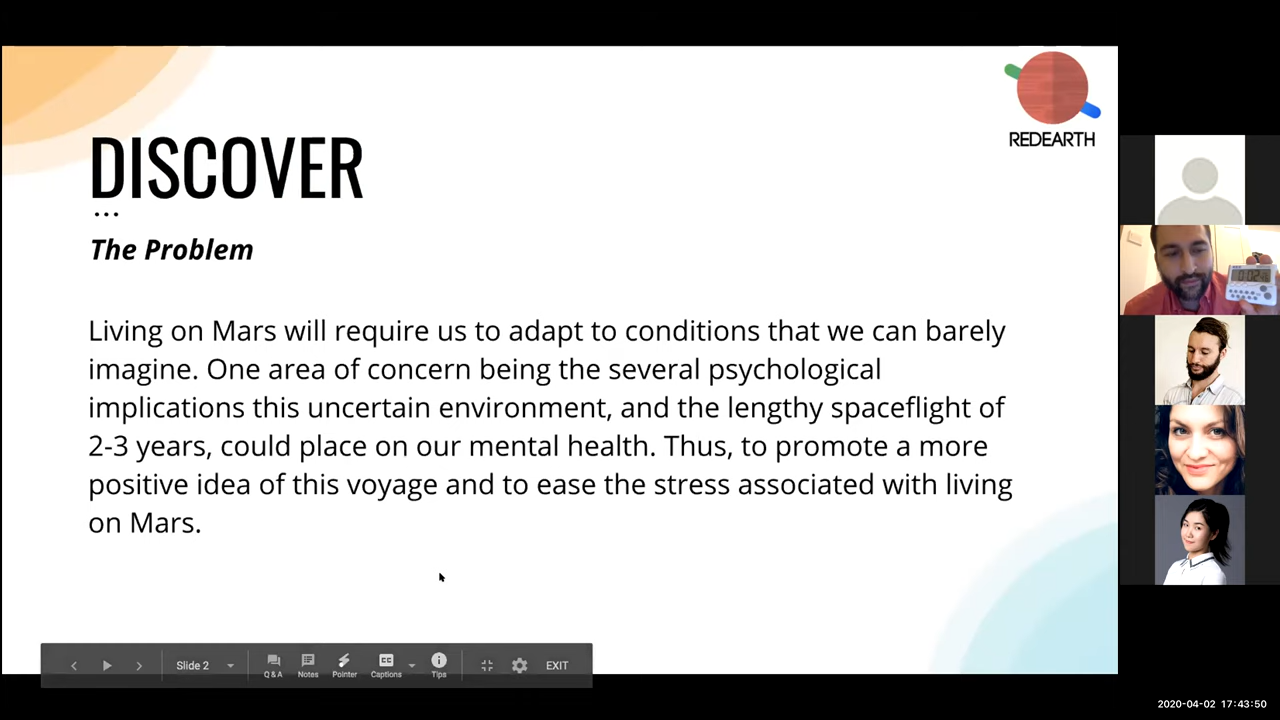 REDEARTH
DISCOVER
...
The Problem
Living on Mars will require us to adapt to conditions that we can barely
imagine. One area of concern being the several psychological
implications this uncertain environment, and the lengthy spaceflight of
2-3 years, could place on our mental health. Thus, to promote a more
positive idea of this voyage and to ease the stress associated with living
on Mars.
Slide 2
Q & A
Notes
Pointer
CC
Captions
Tips
EXIT
2020-04-02 17:43:50